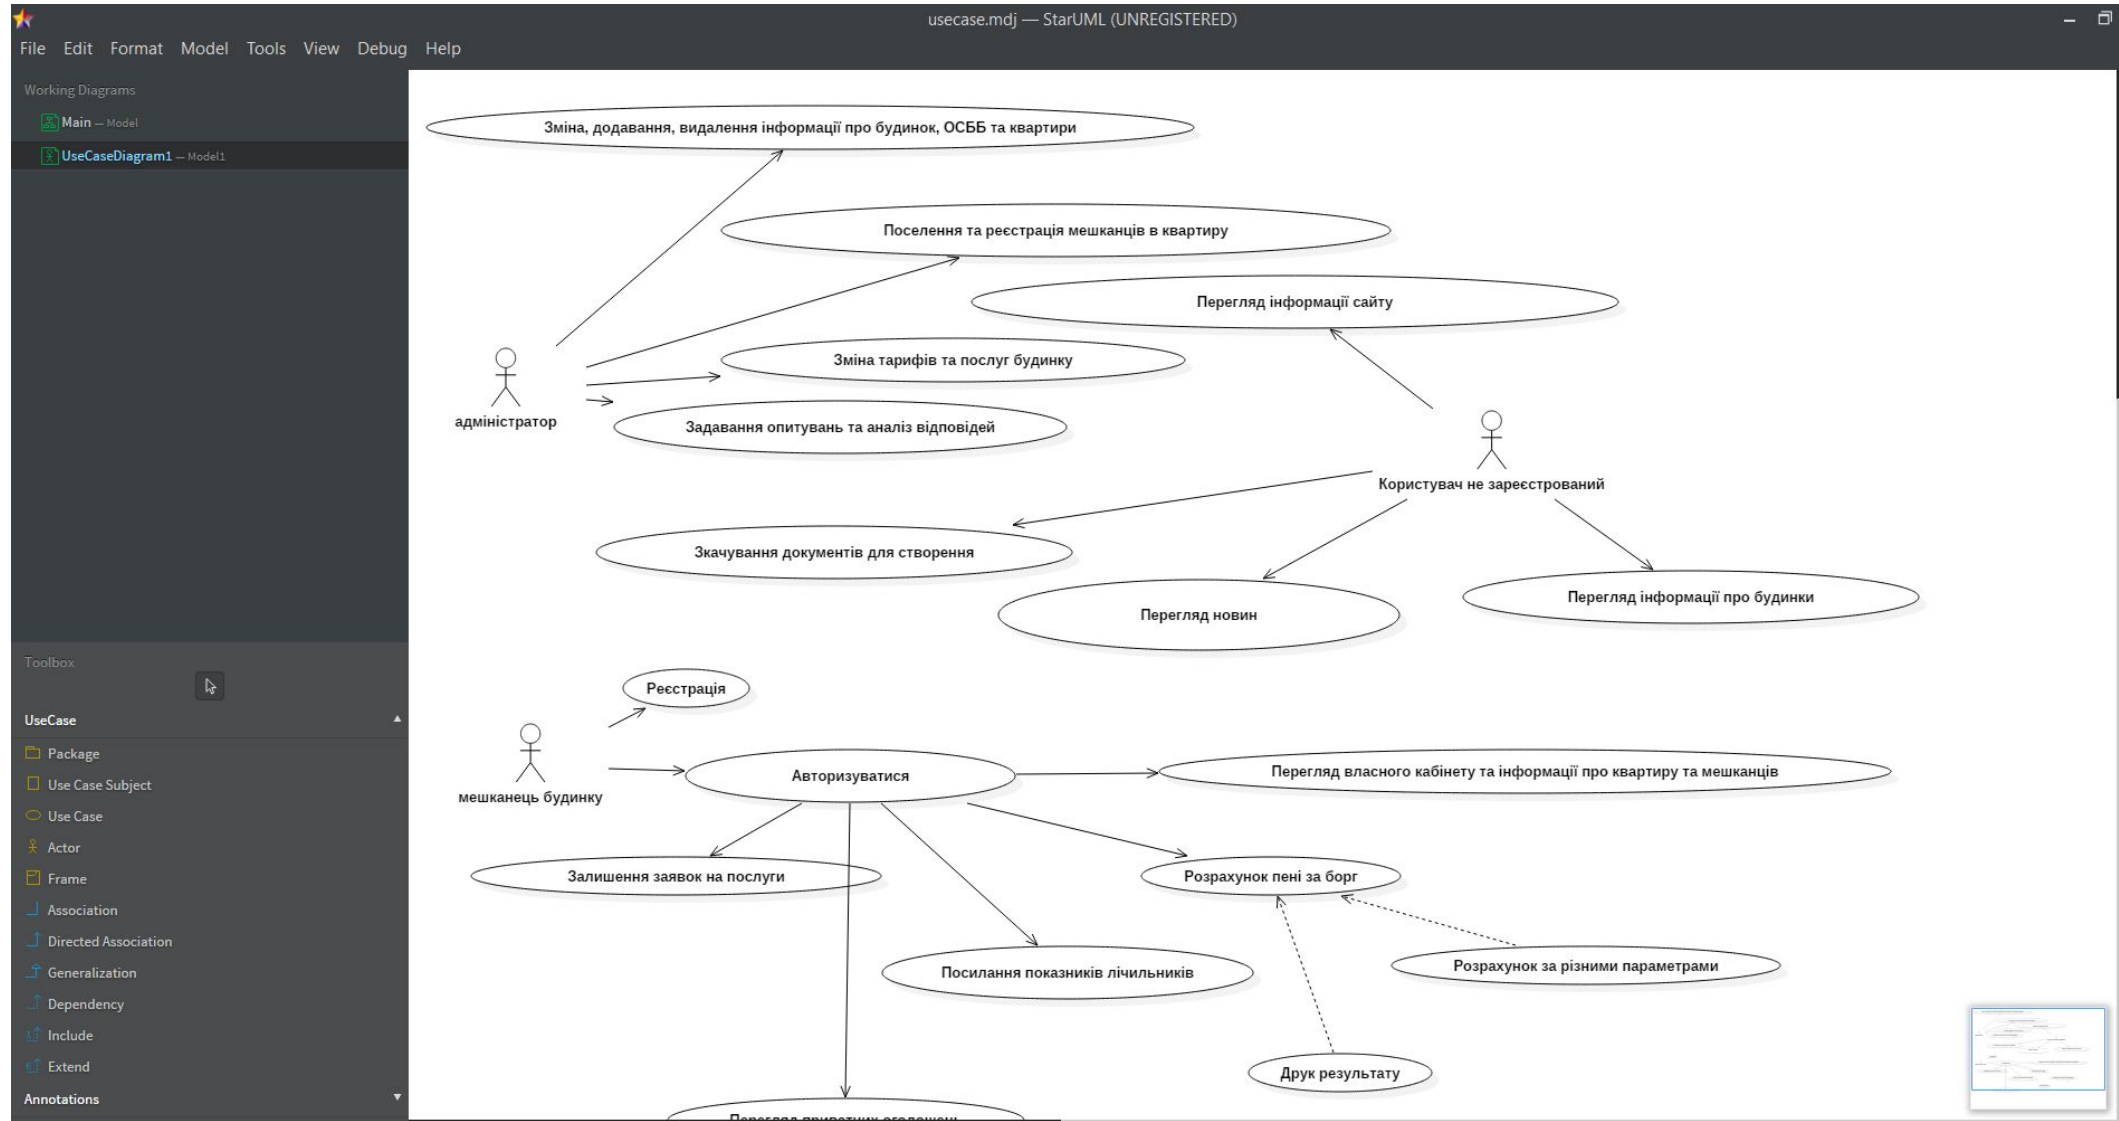 usecase.mdj — StarUML (UNREGISTERED)
File Edit Format Model Tools View Debug Help
Working Diagrams
Main — Model
UseCaseDiagram1 — Model1
Toolbox
UseCase
Package
Use Case Subject
Use Case
Actor
Frame
Association
Directed Association
Generalization
Dependency
Include
Extend
Annotations
Зміна, додавання, видалення інформації про будинок, ОСББ та квартири
Поселення та реєстрація мешканців в квартиру
Перегляд інформації сайту
Зміна тарифів та послуг будинку
адміністратор
Задавання опитувань та аналіз відповідей
Користувач не зареєстрований
Зкачування документів для створення
Перегляд новин
Перегляд інформації про будинки
Реєстрація
мешканець будинку
Авторизуватися
Перегляд власного кабінету та інформації про квартиру та мешканців
Залишення заявок на послуги
Розрахунок пені за борг
Посилання показників лічильників
Розрахунок за різними параметрами
Друк результату
Перегляд приватних оголошень